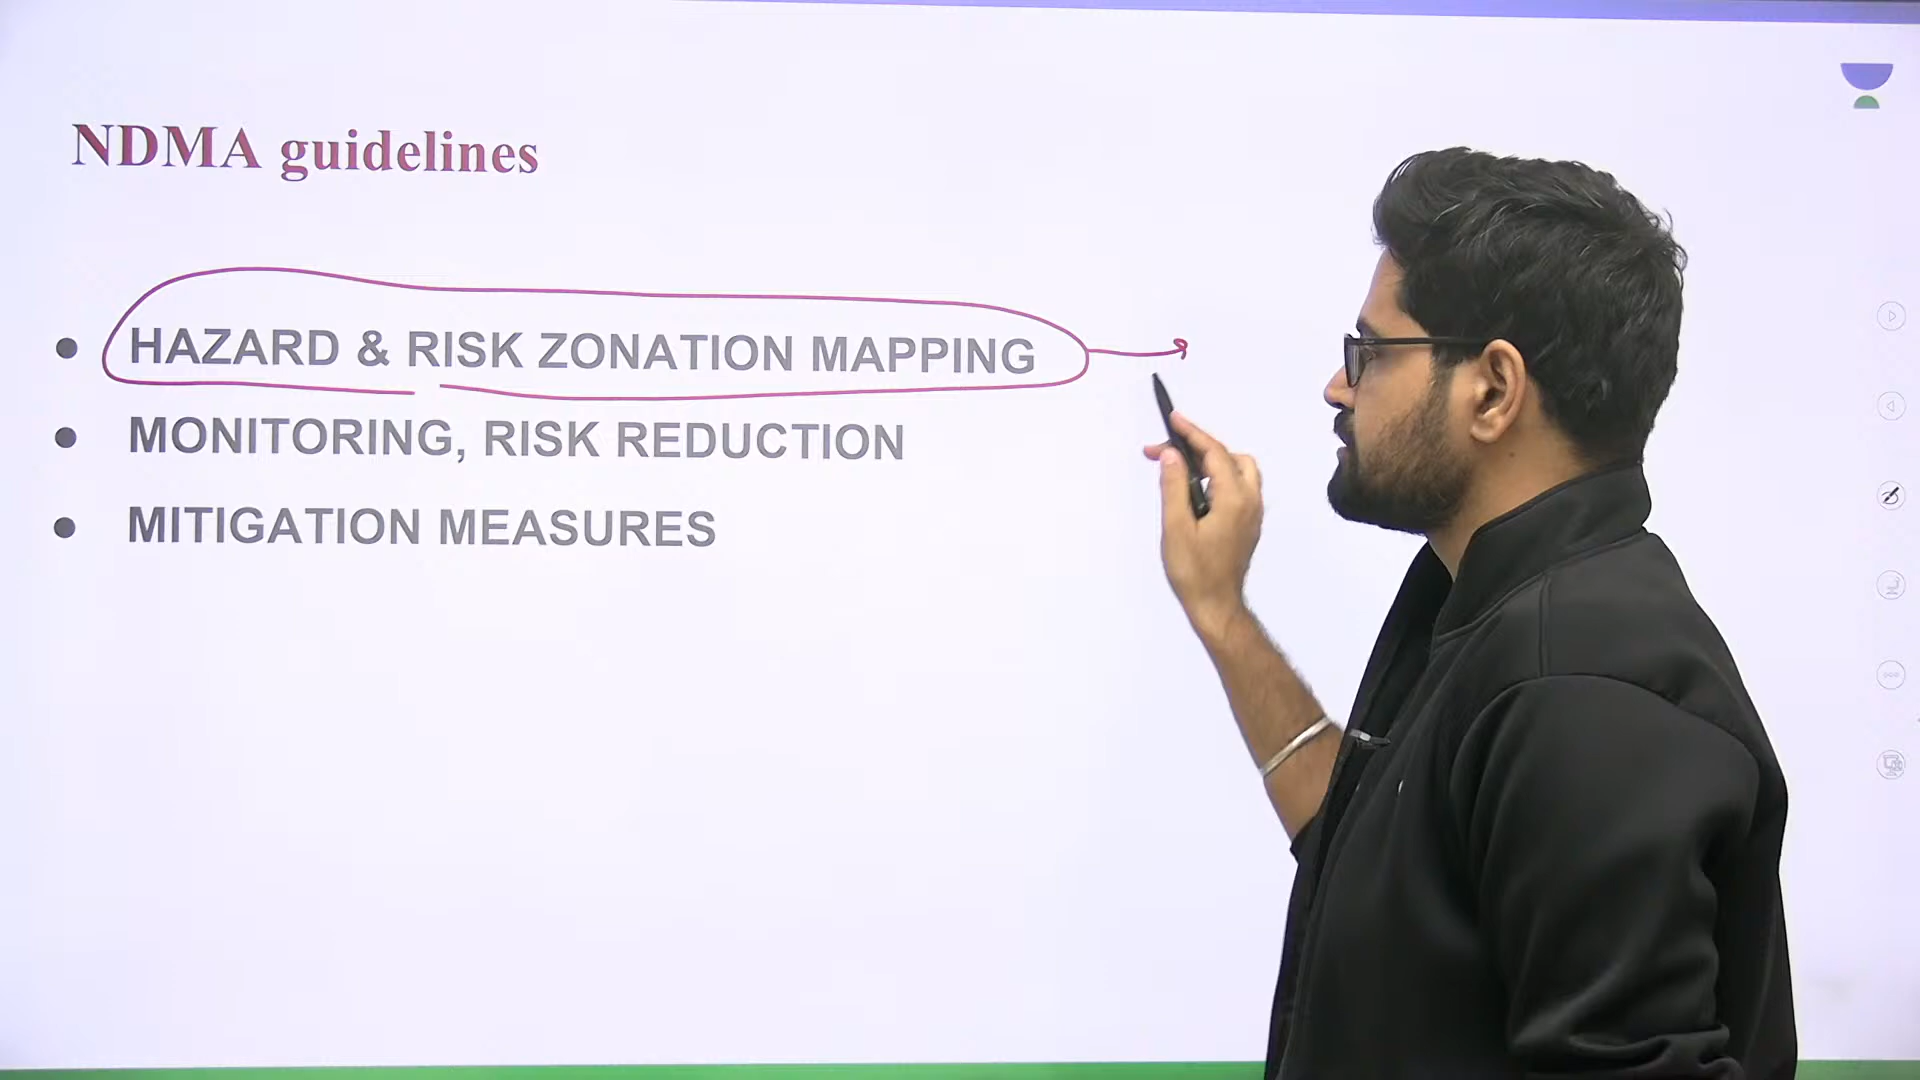 NDMA guidelines
• HAZARD & RISK ZONATION MAPPING
• MONITORING, RISK REDUCTION
• MITIGATION MEASURES